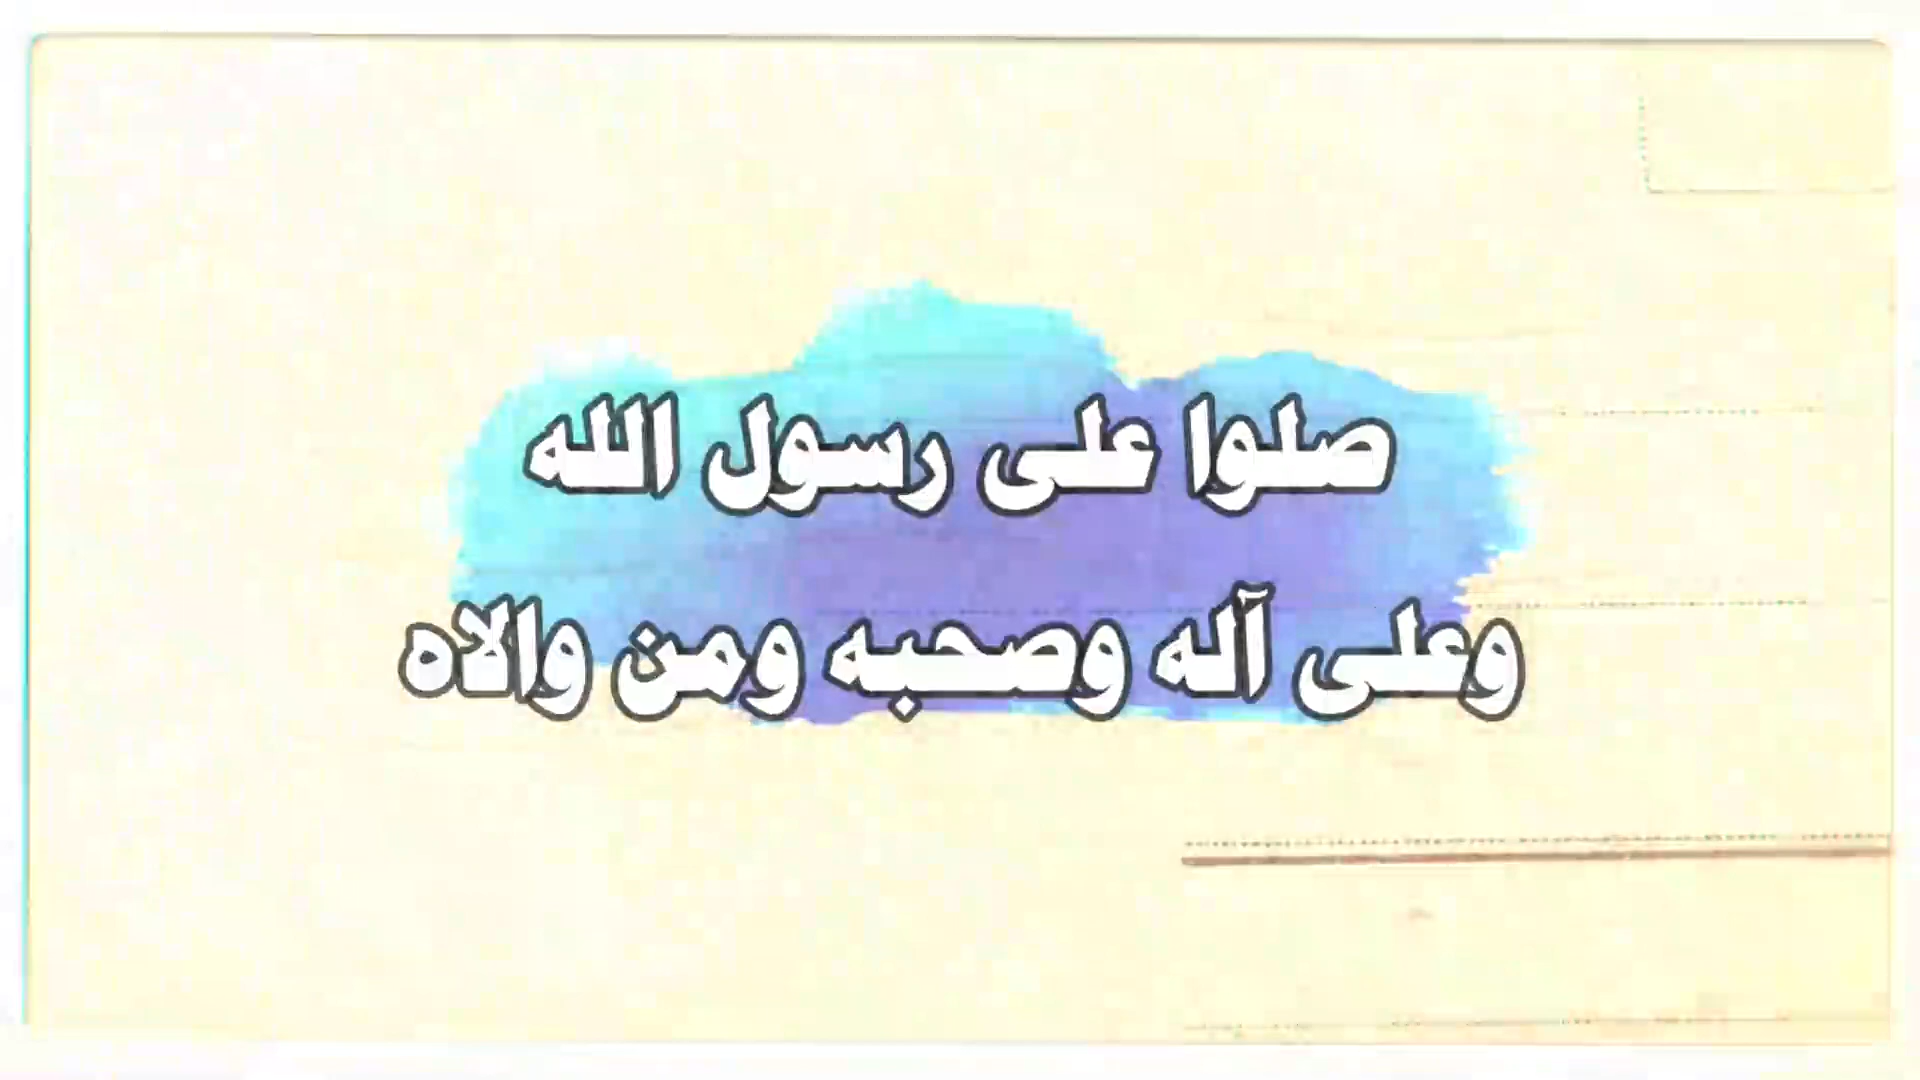 صلوا على رسول الله
وعلى آله وصحبه ومن والاه